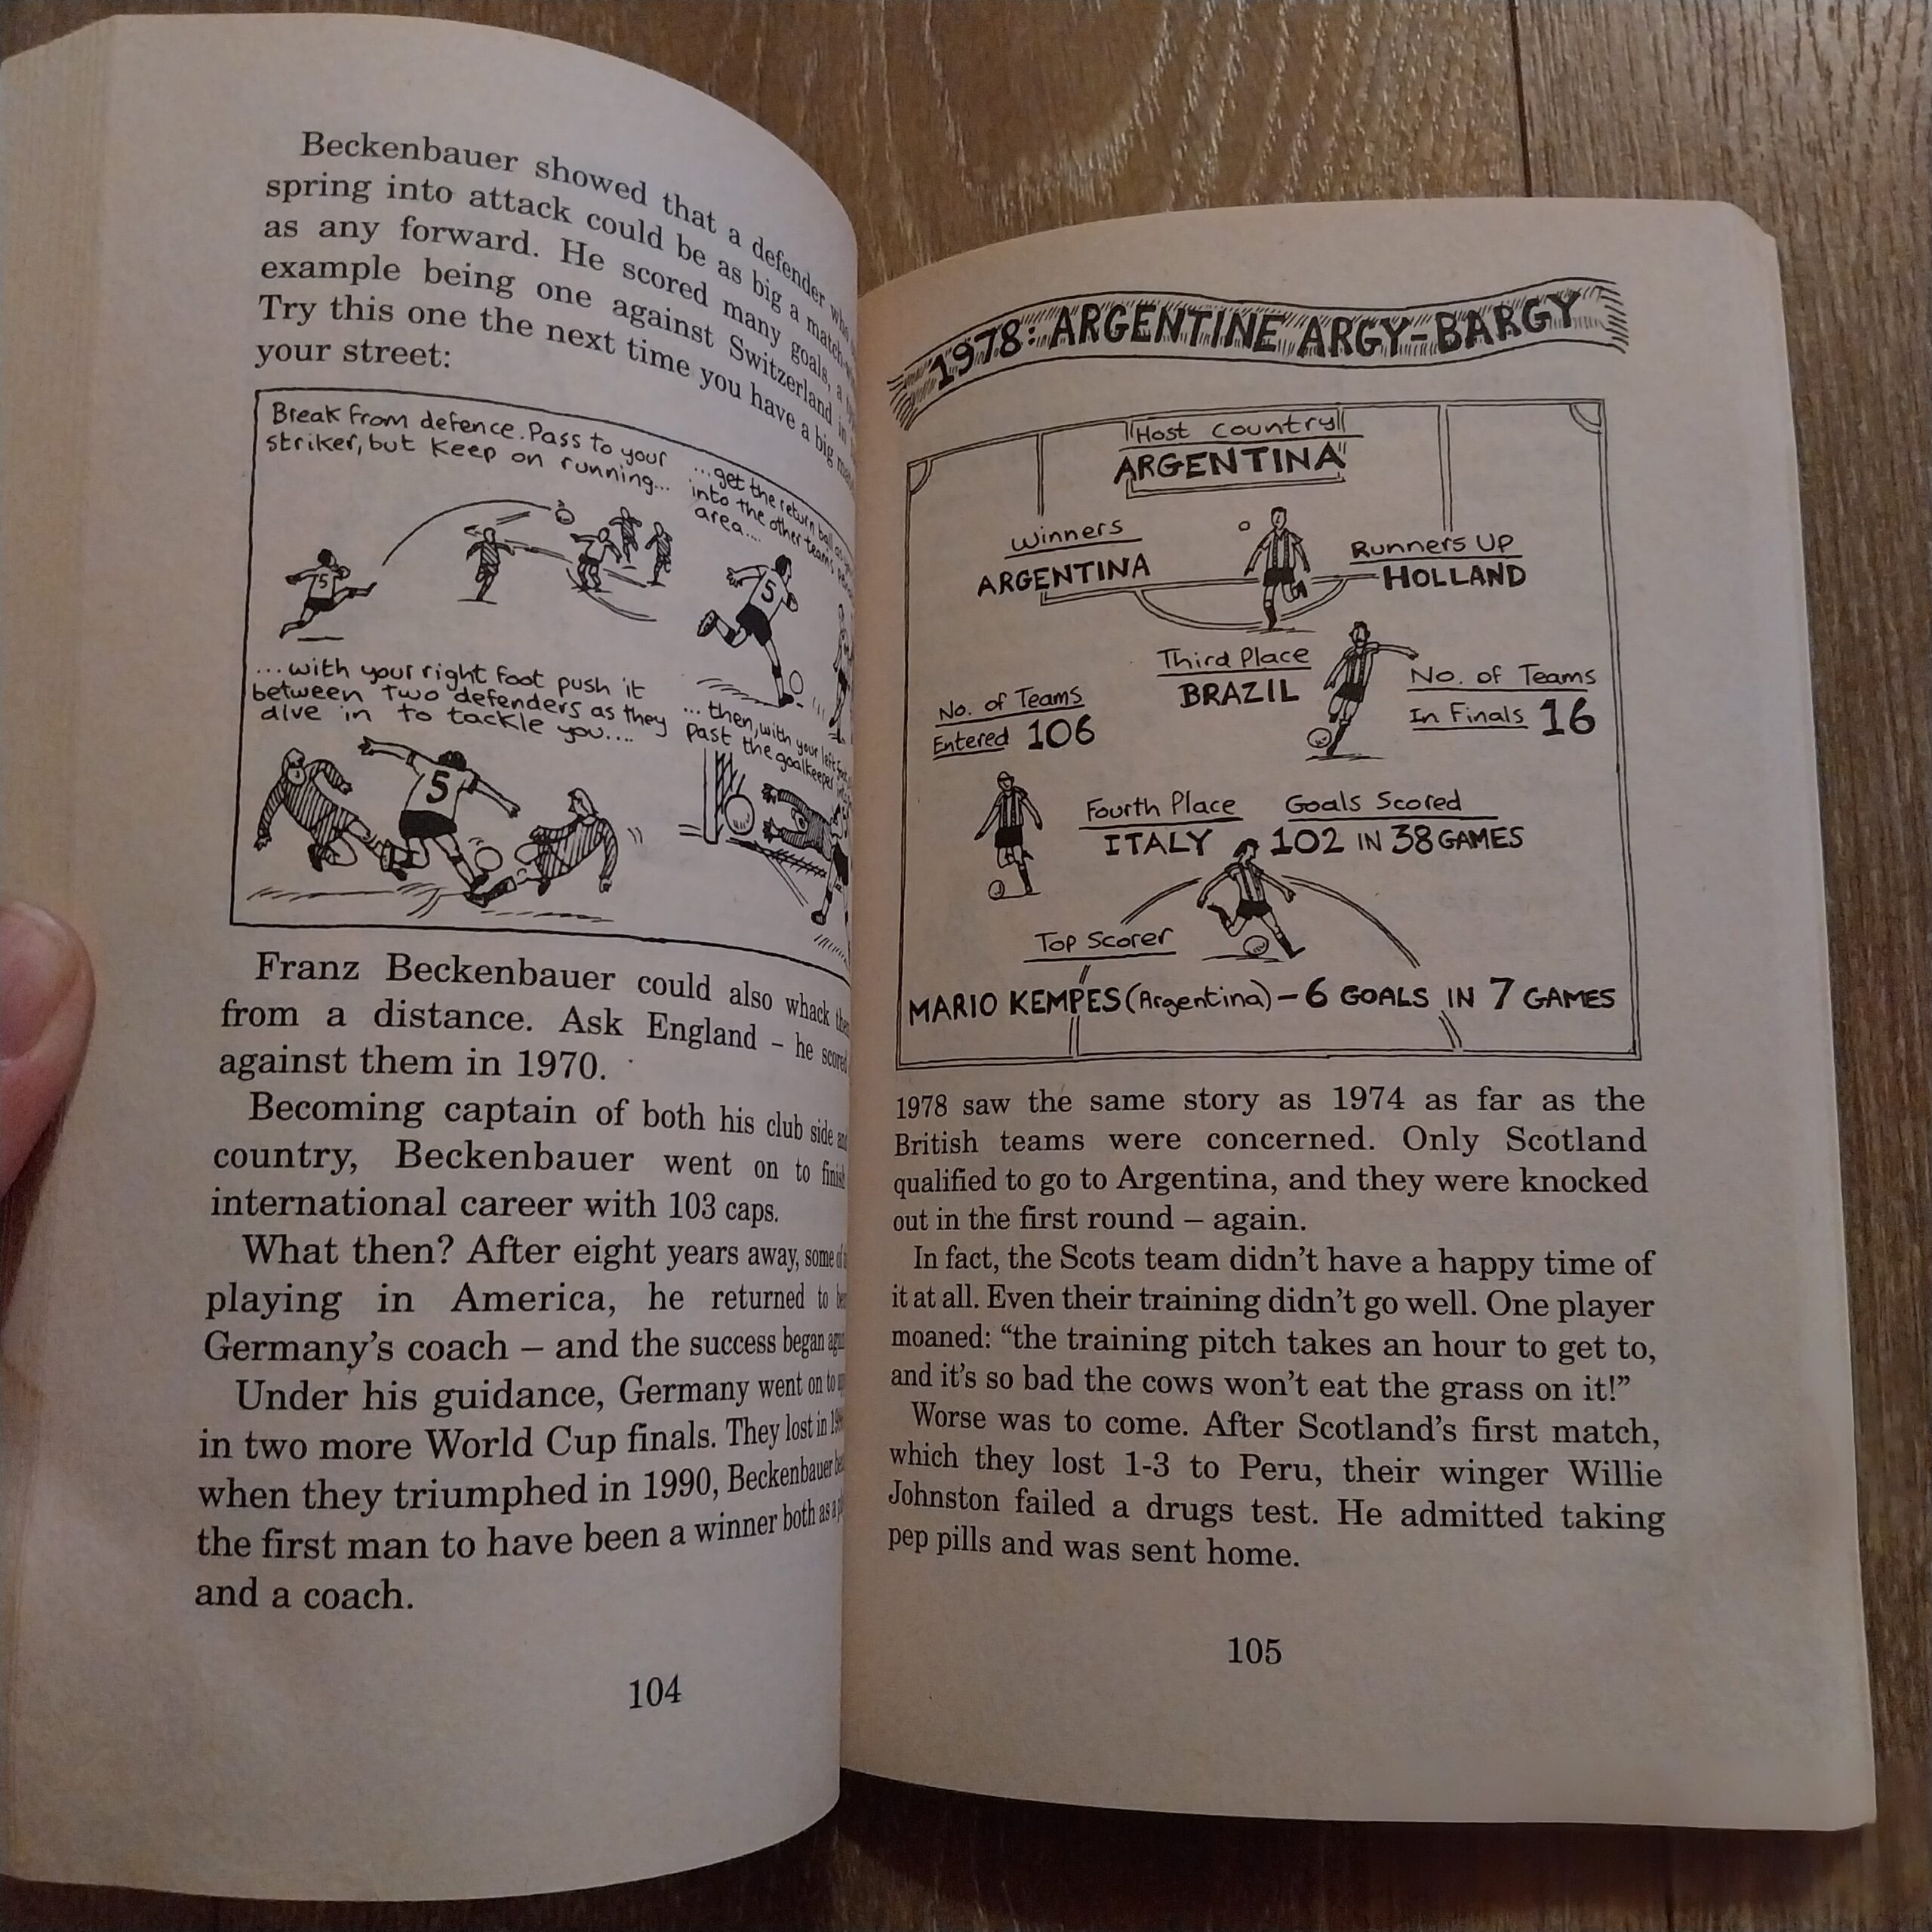 Beckenbauer showed that a defender who
spring into attack could be as big a match-
as any forward. He scored many goals, a
example being one against Switzerland in
Try this one the next time you have a big
your street:
Break from defence. Pass to your
striker, but keep on running...
...get the return ball
into the other team's
area....
...with your right foot push it
between two defenders as they
dive in to tackle you....
... then, with your left
past the goalkeeper
5
5
5
Franz Beckenbauer could also whack
from a distance. Ask England – he scored
against them in 1970.
Becoming captain of both his club side
country, Beckenbauer went on to finish
international career with 103 caps.
What then? After eight years away, some
playing in America, he returned to
Germany's coach – and the success began
Under his guidance, Germany went on to
in two more World Cup finals. They lost in
when they triumphed in 1990, Beckenbauer
the first man to have been a winner both as a
and a coach.
104
1978: ARGENTINE ARGY-BARGY
Host Country
ARGENTINA
Winners
ARGENTINA
Runners Up
HOLLAND
Third Place
BRAZIL
No. of Teams
Entered 106
No. of Teams
In Finals 16
Fourth Place
ITALY
Goals Scored
102 IN 38 GAMES
Top Scorer
MARIO KEMPES (Argentina) – 6 GOALS IN 7 GAMES
1978 saw the same story as 1974 as far as the
British teams were concerned. Only Scotland
qualified to go to Argentina, and they were knocked
out in the first round – again.
In fact, the Scots team didn't have a happy time of
it at all. Even their training didn't go well. One player
moaned: “the training pitch takes an hour to get to,
and it's so bad the cows won't eat the grass on it!”
Worse was to come. After Scotland's first match,
which they lost 1-3 to Peru, their winger Willie
Johnston failed a drugs test. He admitted taking
pep pills and was sent home.
105